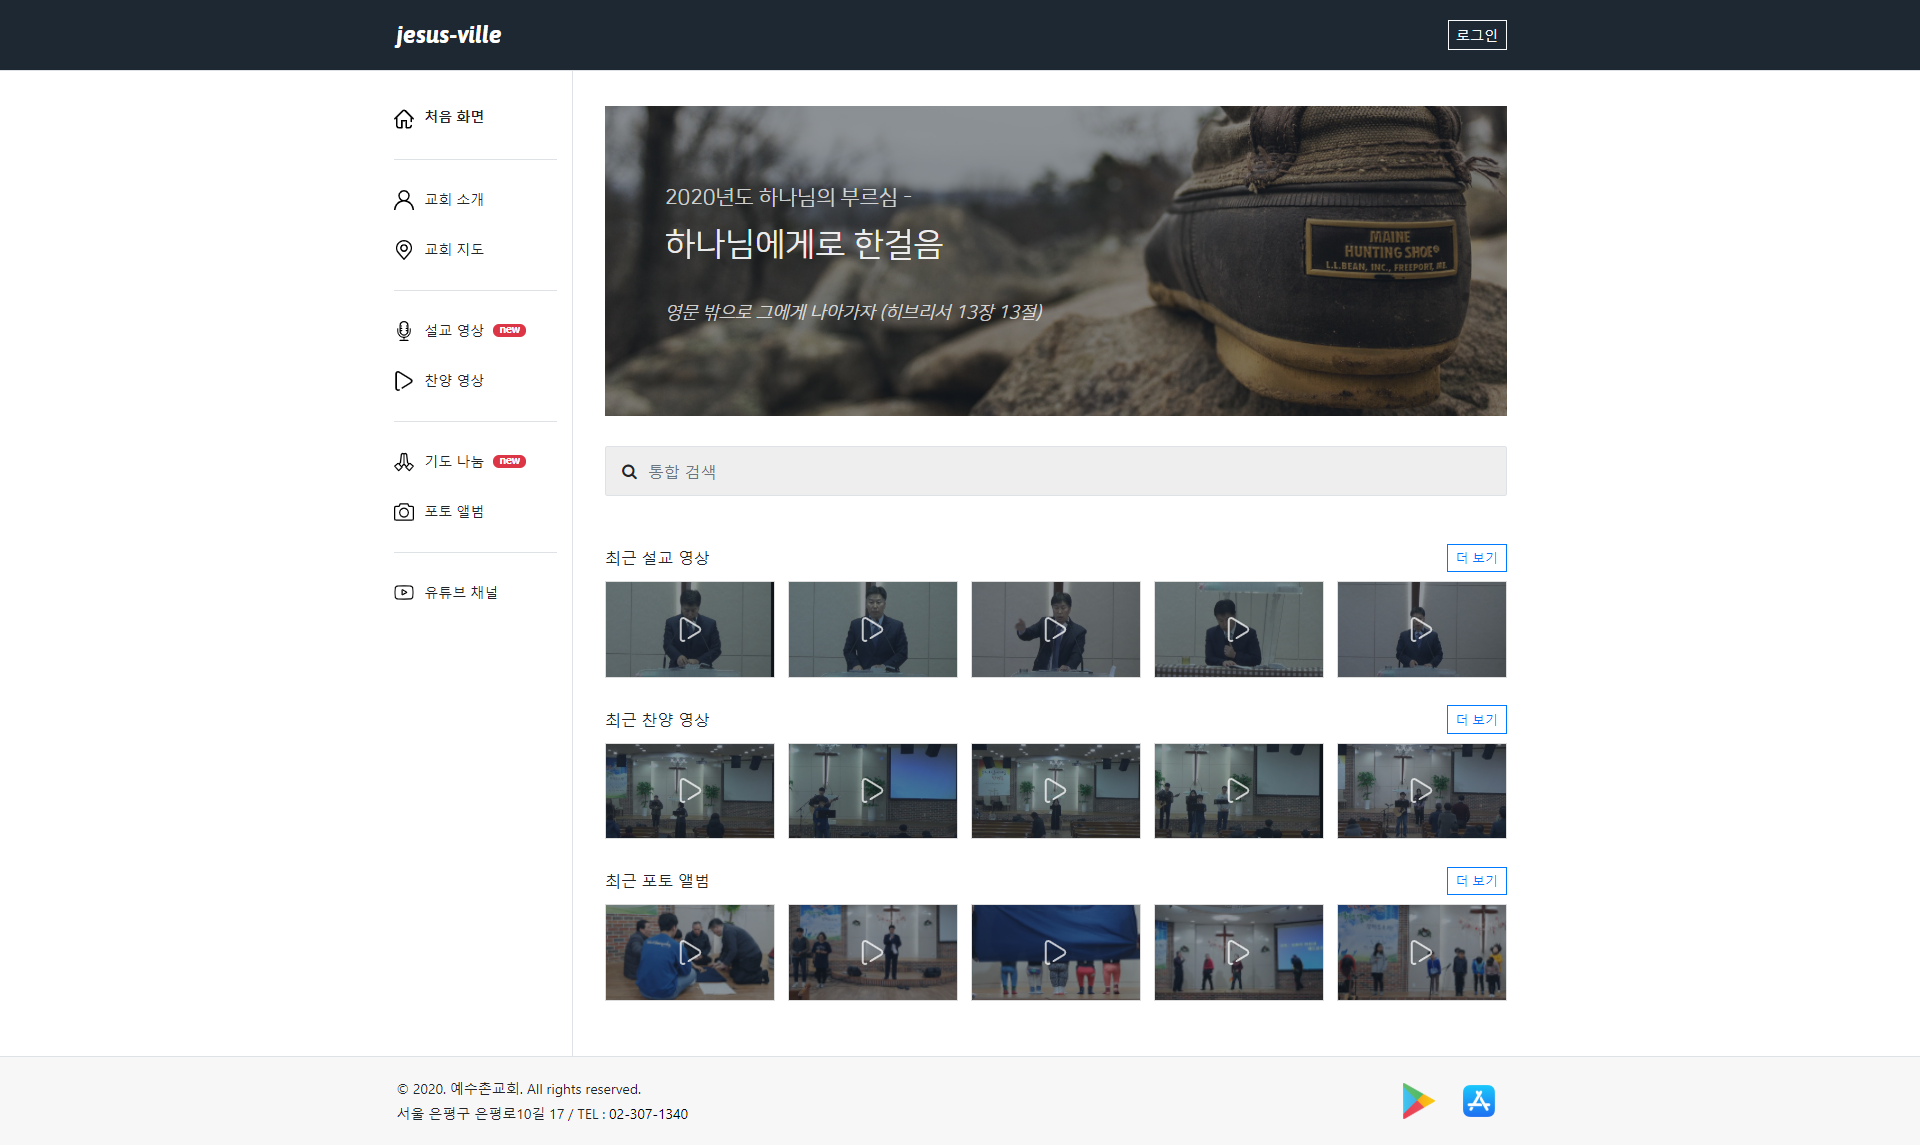 jesus-ville
로그인
처음 화면
교회 소개
교회 지도
설교 영상 new
찬양 영상
기도 나눔 new
포토 앨범
유튜브 채널
2020년도 하나님의 부르심 -
하나님에게로 한걸음
영문 밖으로 그에게 나아가자 (히브리서 13장 13절)
MAINE
HUNTING SHOE®
L.L.BEAN, INC., FREEPORT, ME.
통합 검색
최근 설교 영상
더 보기
최근 찬양 영상
더 보기
최근 포토 앨범
더 보기
© 2020. 예수촌교회. All rights reserved.
서울 은평구 은평로10길 17 / TEL : 02-307-1340